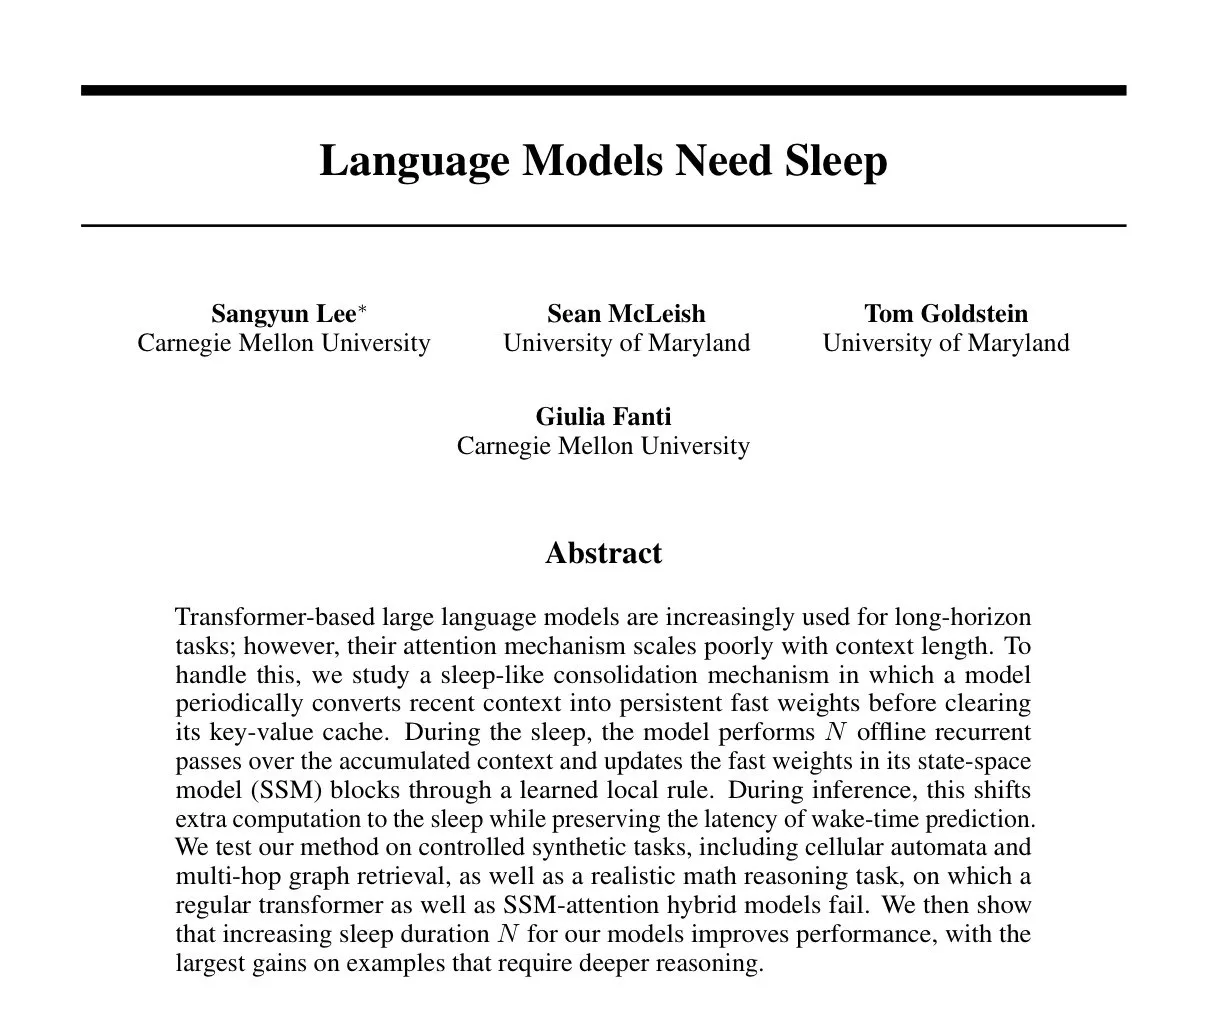 Language Models Need Sleep
Sangyun Lee* Sean McLeish Tom Goldstein
Carnegie Mellon University University of Maryland University of Maryland
Giulia Fanti
Carnegie Mellon University
Abstract
Transformer-based large language models are increasingly used for long-horizon
tasks; however, their attention mechanism scales poorly with context length. To
handle this, we study a sleep-like consolidation mechanism in which a model
periodically converts recent context into persistent fast weights before clearing
its key-value cache. During the sleep, the model performs N offline recurrent
passes over the accumulated context and updates the fast weights in its state-space
model (SSM) blocks through a learned local rule. During inference, this shifts
extra computation to the sleep while preserving the latency of wake-time prediction.
We test our method on controlled synthetic tasks, including cellular automata and
multi-hop graph retrieval, as well as a realistic math reasoning task, on which a
regular transformer as well as SSM-attention hybrid models fail. We then show
that increasing sleep duration N for our models improves performance, with the
largest gains on examples that require deeper reasoning.